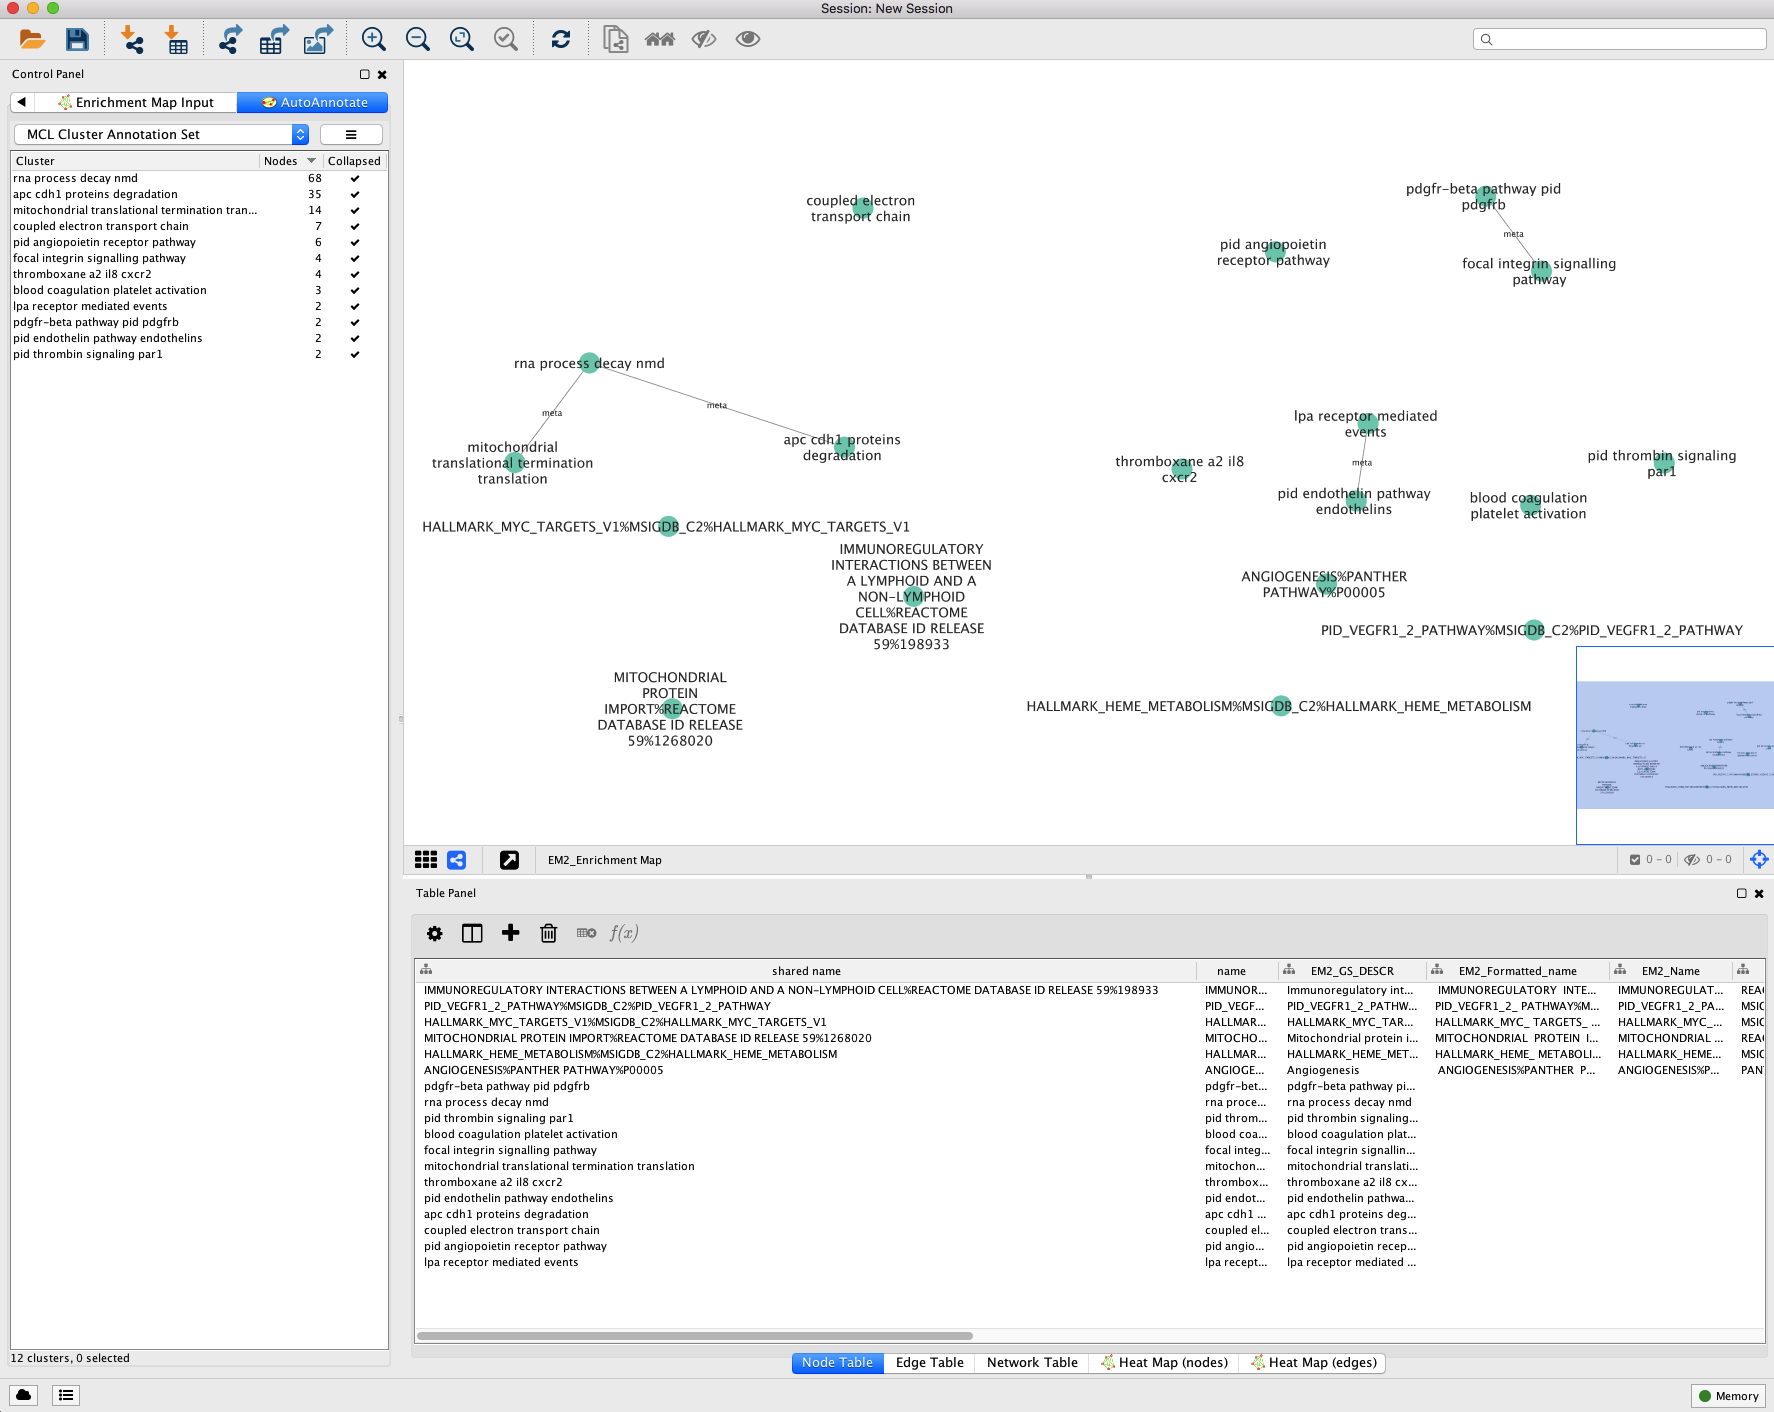 Session: New Session
Control Panel
Enrichment Map Input
AutoAnnotate
MCL Cluster Annotation Set
Cluster Nodes Collapsed
rna process decay nmd 68
apc cdh1 proteins degradation 35
mitochondrial translational termination tran... 14
coupled electron transport chain 7
pid angiopoietin receptor pathway 6
focal integrin signalling pathway 4
thromboxane a2 il8 cxcr2 4
blood coagulation platelet activation 3
lpa receptor mediated events 2
pdgfr-beta pathway pid pdgfrb 2
pid endothelin pathway endothelins 2
pid thrombin signaling par1 2
12 clusters, 0 selected
coupled electron
transport chain
pdgfr-beta pathway pid
pdgfrb
meta
pid angiopoietin
receptor pathway
focal integrin signalling
pathway
rna process decay nmd
meta
meta
mitochondrial
translational termination
translation
apc cdh1 proteins
degradation
lpa receptor mediated
events
meta
thromboxane a2 il8
cxcr2
pid endothelin pathway
endothelins
pid thrombin signaling
par1
blood coagulation
platelet activation
HALLMARK_MYC_TARGETS_V1%MSIGDB_C2%HALLMARK_MYC_TARGETS_V1
IMMUNOREGULATORY
INTERACTIONS BETWEEN
A LYMPHOID AND A
NON-LYMPHOID
CELL%REACTOME
DATABASE ID RELEASE
59%198933
ANGIOGENESIS%PANTHER
PATHWAY%P00005
PID_VEGFR1_2_PATHWAY%MSIGDB_C2%PID_VEGFR1_2_PATHWAY
MITOCHONDRIAL
PROTEIN
IMPORT%REACTOME
DATABASE ID RELEASE
59%1268020
HALLMARK_HEME_METABOLISM%MSIGDB_C2%HALLMARK_HEME_METABOLISM
EM2_Enrichment Map
0 - 0
0 - 0
Table Panel
f(x)
shared name name EM2_GS_DESCR EM2_Formatted_name EM2_Name
IMMUNOREGULATORY INTERACTIONS BETWEEN A LYMPHOID AND A NON-LYMPHOID CELL%REACTOME DATABASE ID RELEASE 59%198933 IMMUNOR... Immunoregulatory int... IMMUNOREGULATORY INTE... IMMUNOREGULAT... REA
PID_VEGFR1_2_PATHWAY%MSIGDB_C2%PID_VEGFR1_2_PATHWAY PID_VEGF... PID_VEGFR1_2_PATHW... PID_VEGFR1_2_ PATHWAY%M... PID_VEGFR1_2_PA... MSIG
HALLMARK_MYC_TARGETS_V1%MSIGDB_C2%HALLMARK_MYC_TARGETS_V1 HALLMAR... HALLMARK_MYC_TAR... HALLMARK_MYC_ TARGETS_ ... HALLMARK_MYC_... MSIG
MITOCHONDRIAL PROTEIN IMPORT%REACTOME DATABASE ID RELEASE 59%1268020 MITOCHO... Mitochondrial protein i... MITOCHONDRIAL PROTEIN I... MITOCHONDRIAL ... REA
HALLMARK_HEME_METABOLISM%MSIGDB_C2%HALLMARK_HEME_METABOLISM HALLMAR... HALLMARK_HEME_MET... HALLMARK_HEME_ METABOLI... HALLMARK_HEME... MSIG
ANGIOGENESIS%PANTHER PATHWAY%P00005 ANGIOGE... Angiogenesis ANGIOGENESIS%PANTHER P... ANGIOGENESIS%P... PAN
pdgfr-beta pathway pid pdgfrb pdgfr-bet... pdgfr-beta pathway pi...
rna process decay nmd rna proce... rna process decay nmd
pid thrombin signaling par1 pid throm... pid thrombin signaling...
blood coagulation platelet activation blood coa... blood coagulation plat...
focal integrin signalling pathway focal integ... focal integrin signallin...
mitochondrial translational termination translation mitochon... mitochondrial translati...
thromboxane a2 il8 cxcr2 thrombox... thromboxane a2 il8 cx...
pid endothelin pathway endothelins pid endot... pid endothelin pathwa...
apc cdh1 proteins degradation apc cdh1 ... apc cdh1 proteins deg...
coupled electron transport chain coupled el... coupled electron trans...
pid angiopoietin receptor pathway pid angio... pid angiopoietin recep...
lpa receptor mediated events lpa recept... lpa receptor mediated ...
Node Table Edge Table Network Table Heat Map (nodes) Heat Map (edges)
Memory